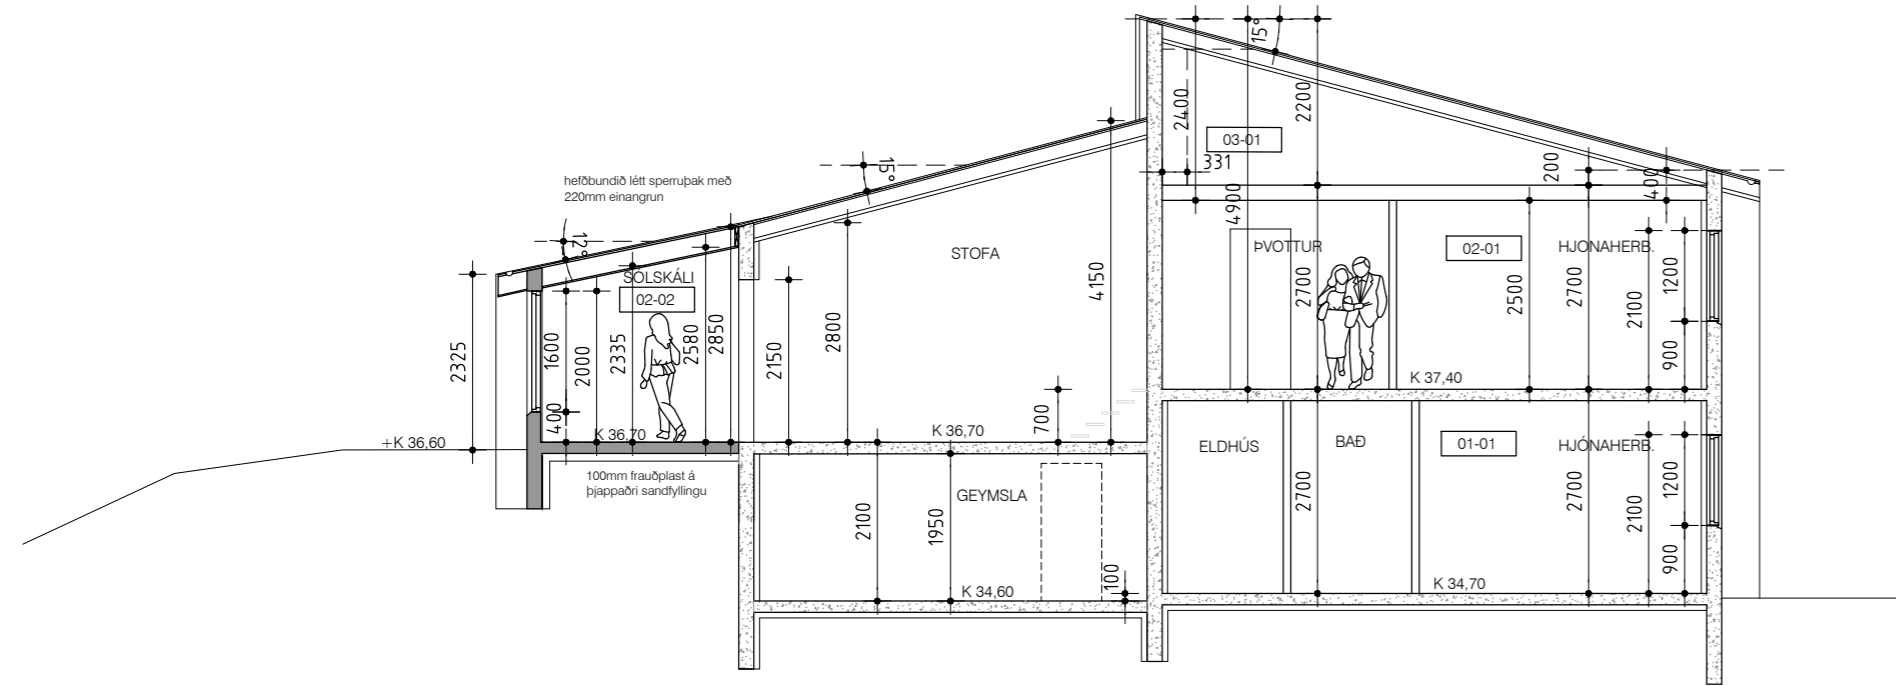 15°
2400
2200
03-01
331
4900
200
400
15°
hefðbundið létt sperruþak með
220mm einangrun
12°
SÓLSKÁLI
02-02
STOFA
4150
ÞVOTTUR
02-01
HJONAHERB.
2700
2500
2700
2100
1200
900
2325
1600
2000
2335
2580
2850
2150
2800
400
700
K 37,40
+K 36,60
K 36,70
K 36,70
100mm frauðplast á
þjappaðri sandfyllingu
GEYMSLA
2100
1950
100
K 34,60
ELDHÚS
BAÐ
01-01
HJÓNAHERB.
2700
2700
2100
1200
900
K 34,70